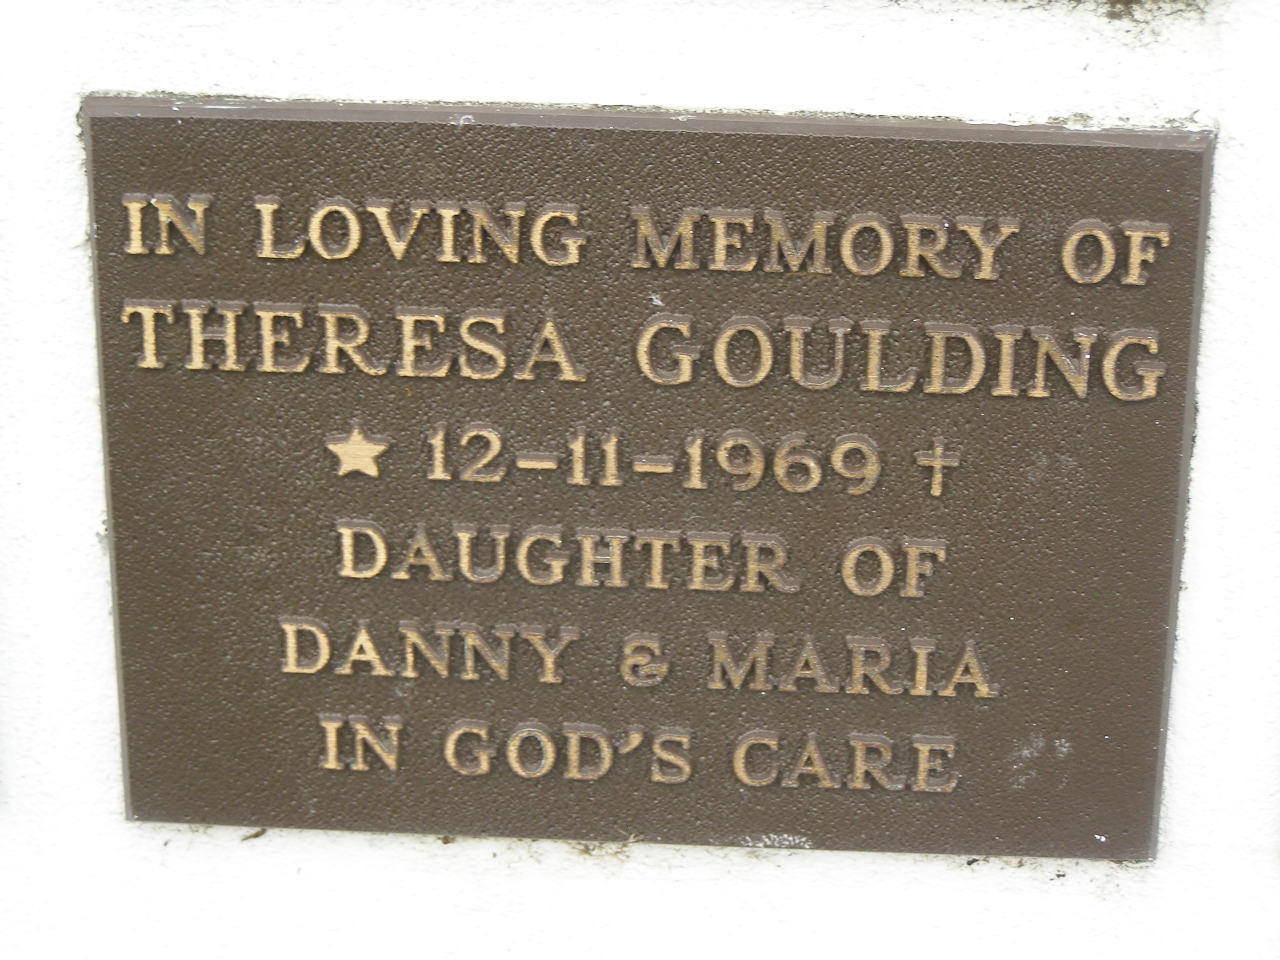 IN LOVING MEMORY OF
THERESA GOULDING
★ 12-11-1969 ✝
DAUGHTER OF
DANNY & MARIA
IN GOD'S CARE